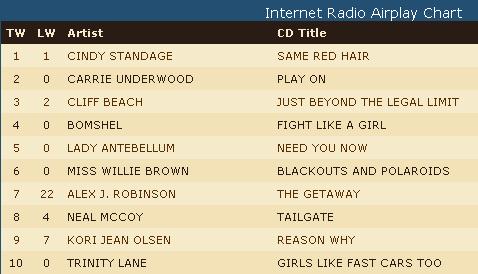 Internet Radio Airplay Chart
TW LW Artist CD Title
1 1 CINDY STANDAGE SAME RED HAIR
2 0 CARRIE UNDERWOOD PLAY ON
3 2 CLIFF BEACH JUST BEYOND THE LEGAL LIMIT
4 0 BOMSHEL FIGHT LIKE A GIRL
5 0 LADY ANTEBELLUM NEED YOU NOW
6 0 MISS WILLIE BROWN BLACKOUTS AND POLAROIDS
7 22 ALEX J. ROBINSON THE GETAWAY
8 4 NEAL MCCOY TAILGATE
9 7 KORI JEAN OLSEN REASON WHY
10 0 TRINITY LANE GIRLS LIKE FAST CARS TOO